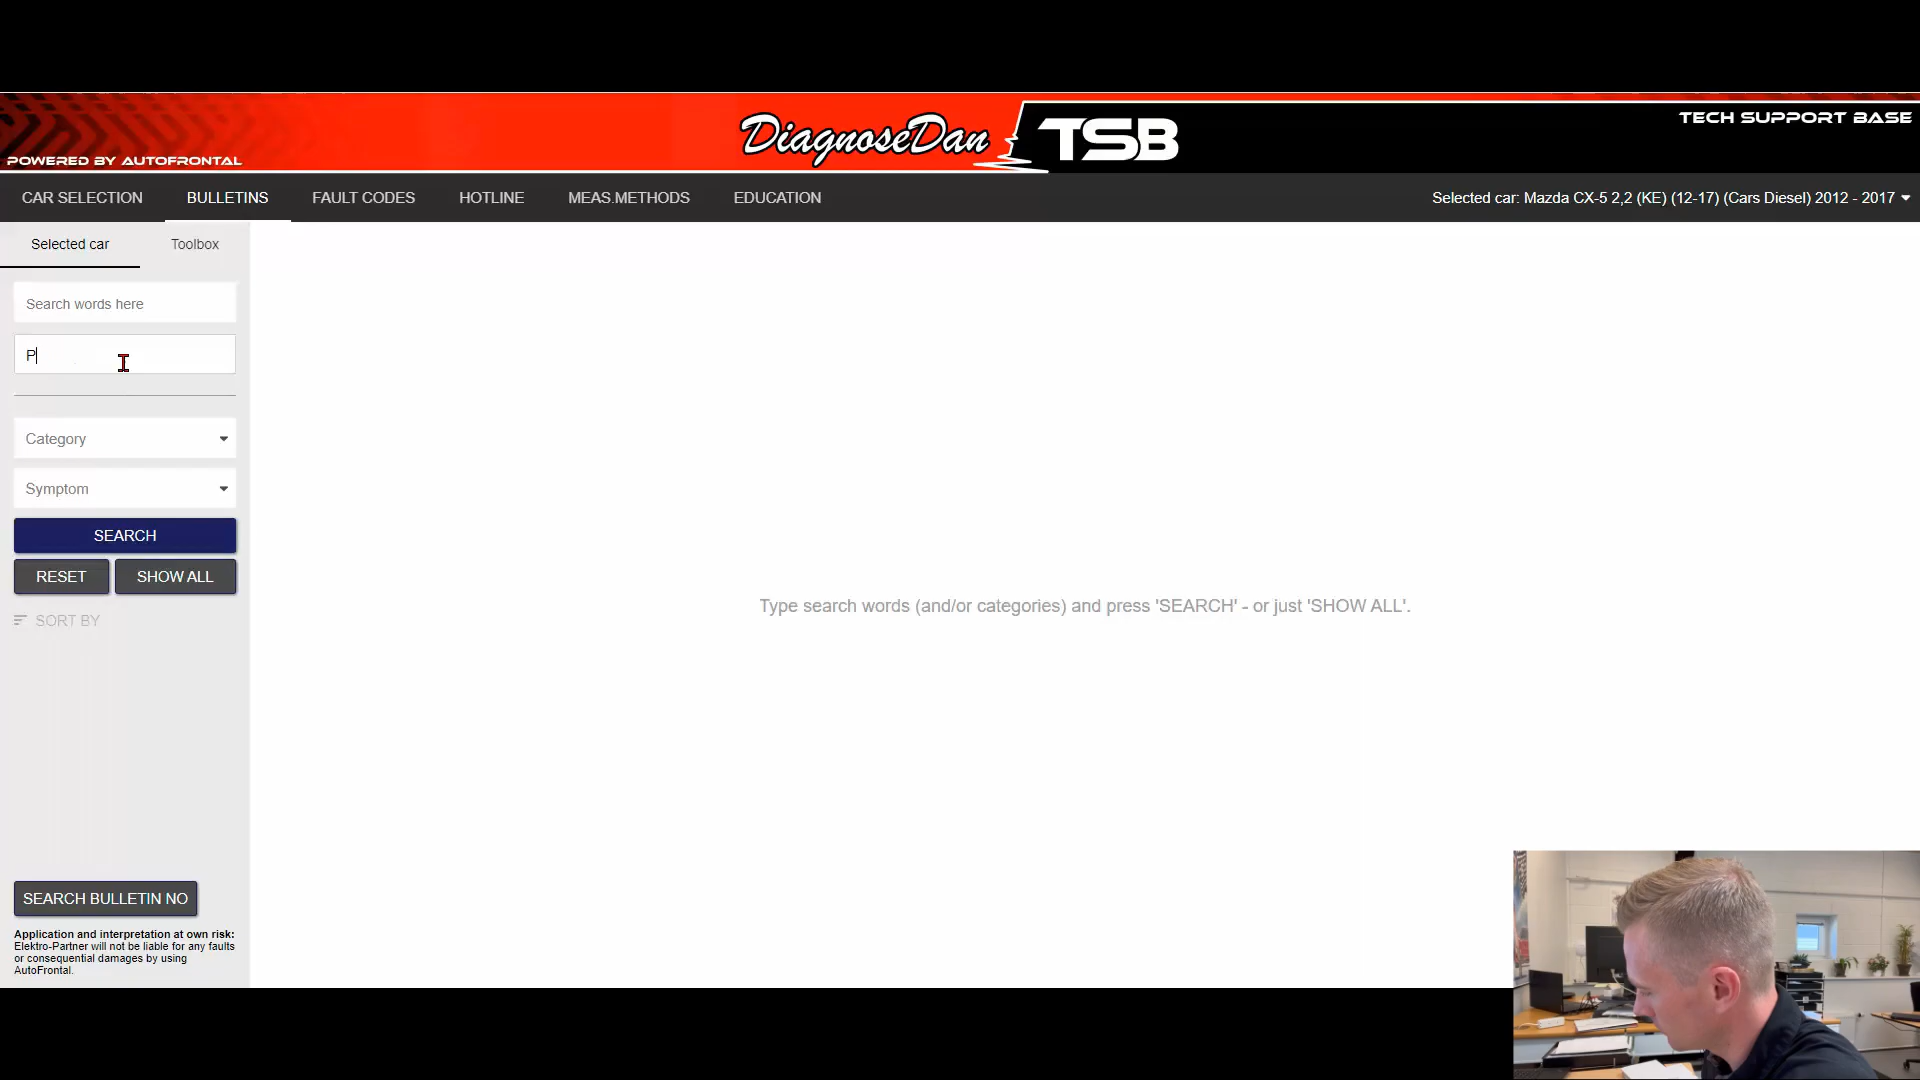 DiagnoseDan TSB
TECH SUPPORT BASE
POWERED BY AUTOFRONTAL
CAR SELECTION BULLETINS FAULT CODES HOTLINE MEAS.METHODS EDUCATION Selected car: Mazda CX-5 2,2 (KE) (12-17) (Cars Diesel) 2012 - 2017
Selected car Toolbox
Search words here
P
Category
Symptom
SEARCH
RESET SHOW ALL
SORT BY
Type search words (and/or categories) and press 'SEARCH' - or just 'SHOW ALL'.
SEARCH BULLETIN NO
Application and interpretation at own risk:
Elektro-Partner will not be liable for any faults
or consequential damages by using
AutoFrontal.